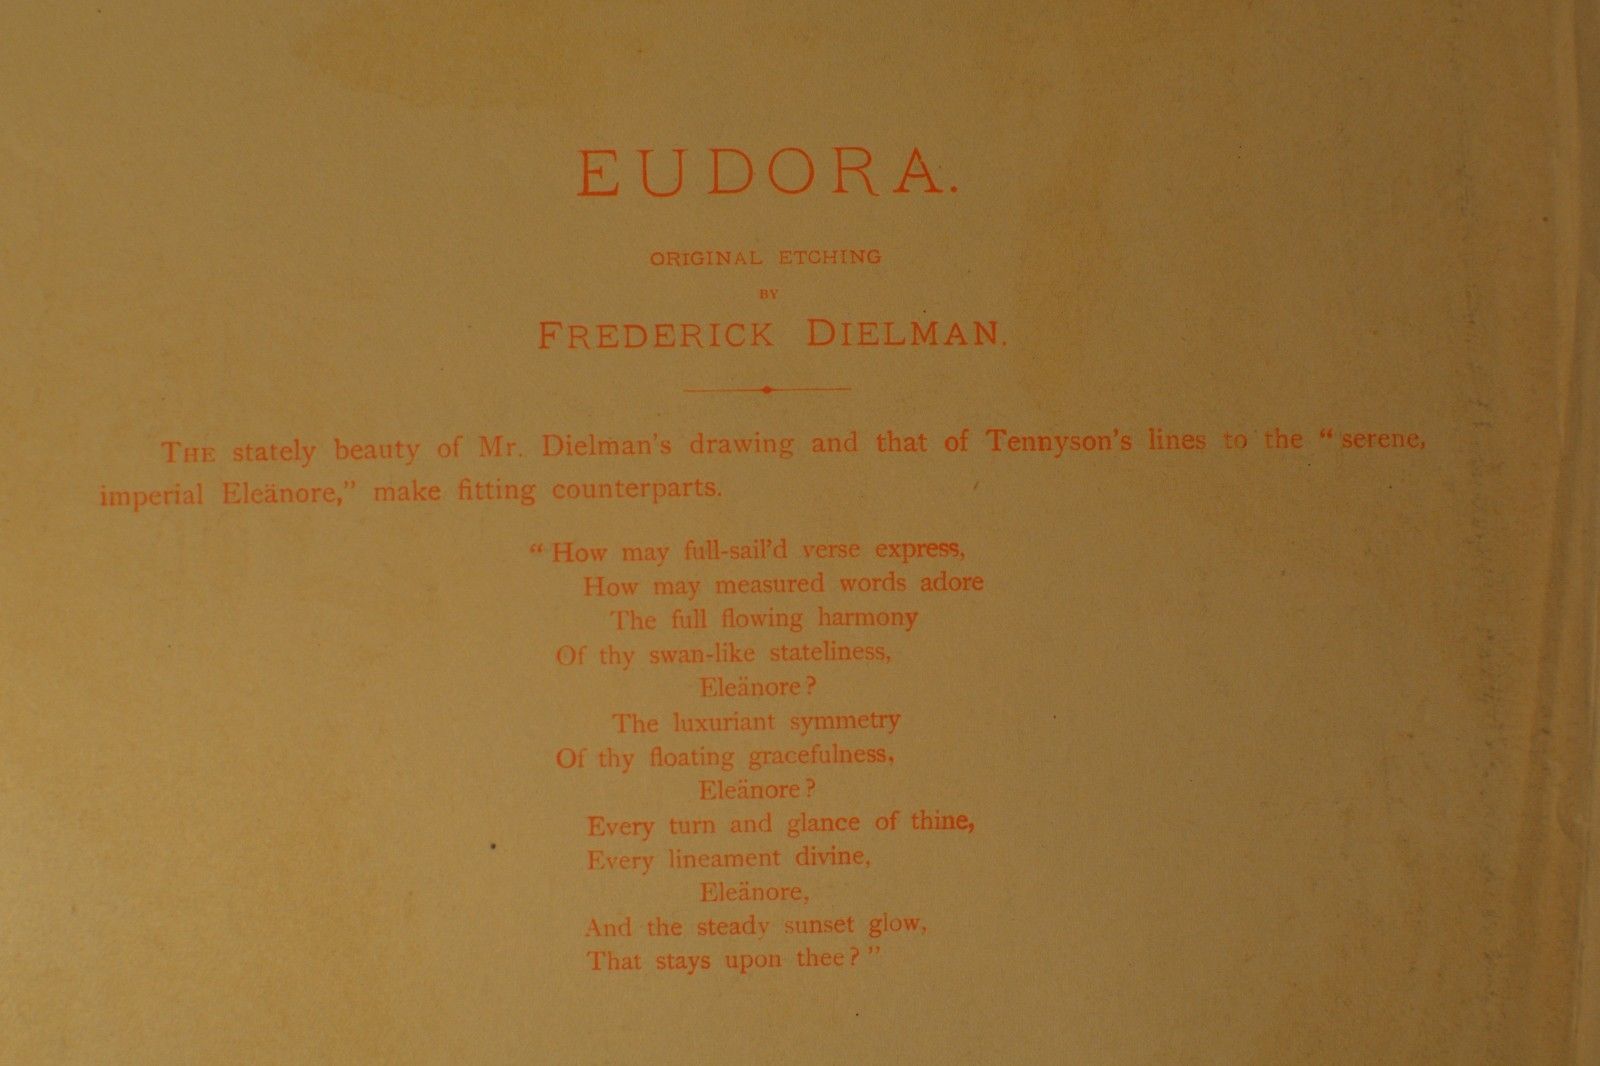 EUDORA.
ORIGINAL ETCHING
BY
FREDERICK DIELMAN.
THE stately beauty of Mr. Dielman's drawing and that of Tennyson's lines to the “serene,
imperial Eleänore,” make fitting counterparts.
“How may full-sail'd verse express,
How may measured words adore
The full flowing harmony
Of thy swan-like stateliness,
Eleänore?
The luxuriant symmetry
Of thy floating gracefulness,
Eleänore?
Every turn and glance of thine,
Every lineament divine,
Eleänore,
And the steady sunset glow,
That stays upon thee?”